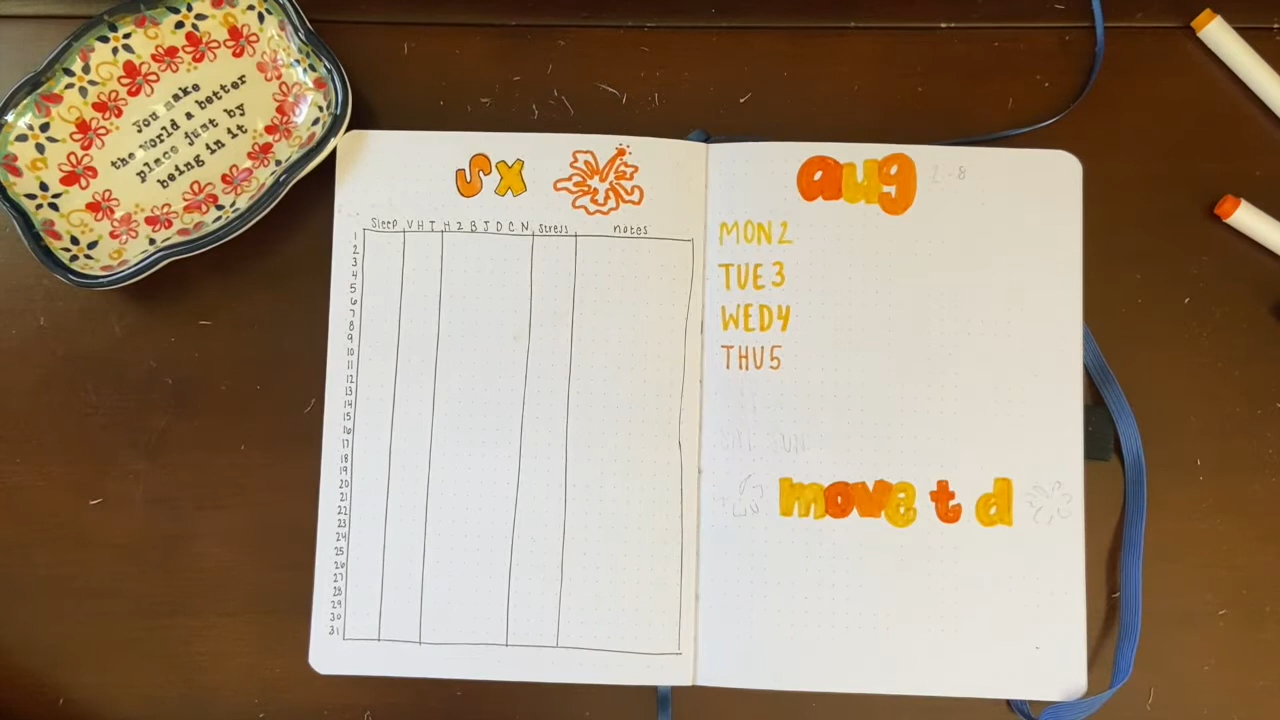 You make
the world a better
place just by
being in it
sx
Sleep V H T H 2 B J D C N Stress notes
1
2
3
4
5
6
7
8
9
10
11
12
13
14
15
16
17
18
19
20
21
22
23
24
25
26
27
28
29
30
31
aug
MON 2
TUE 3
WED 4
THU 5
move t d